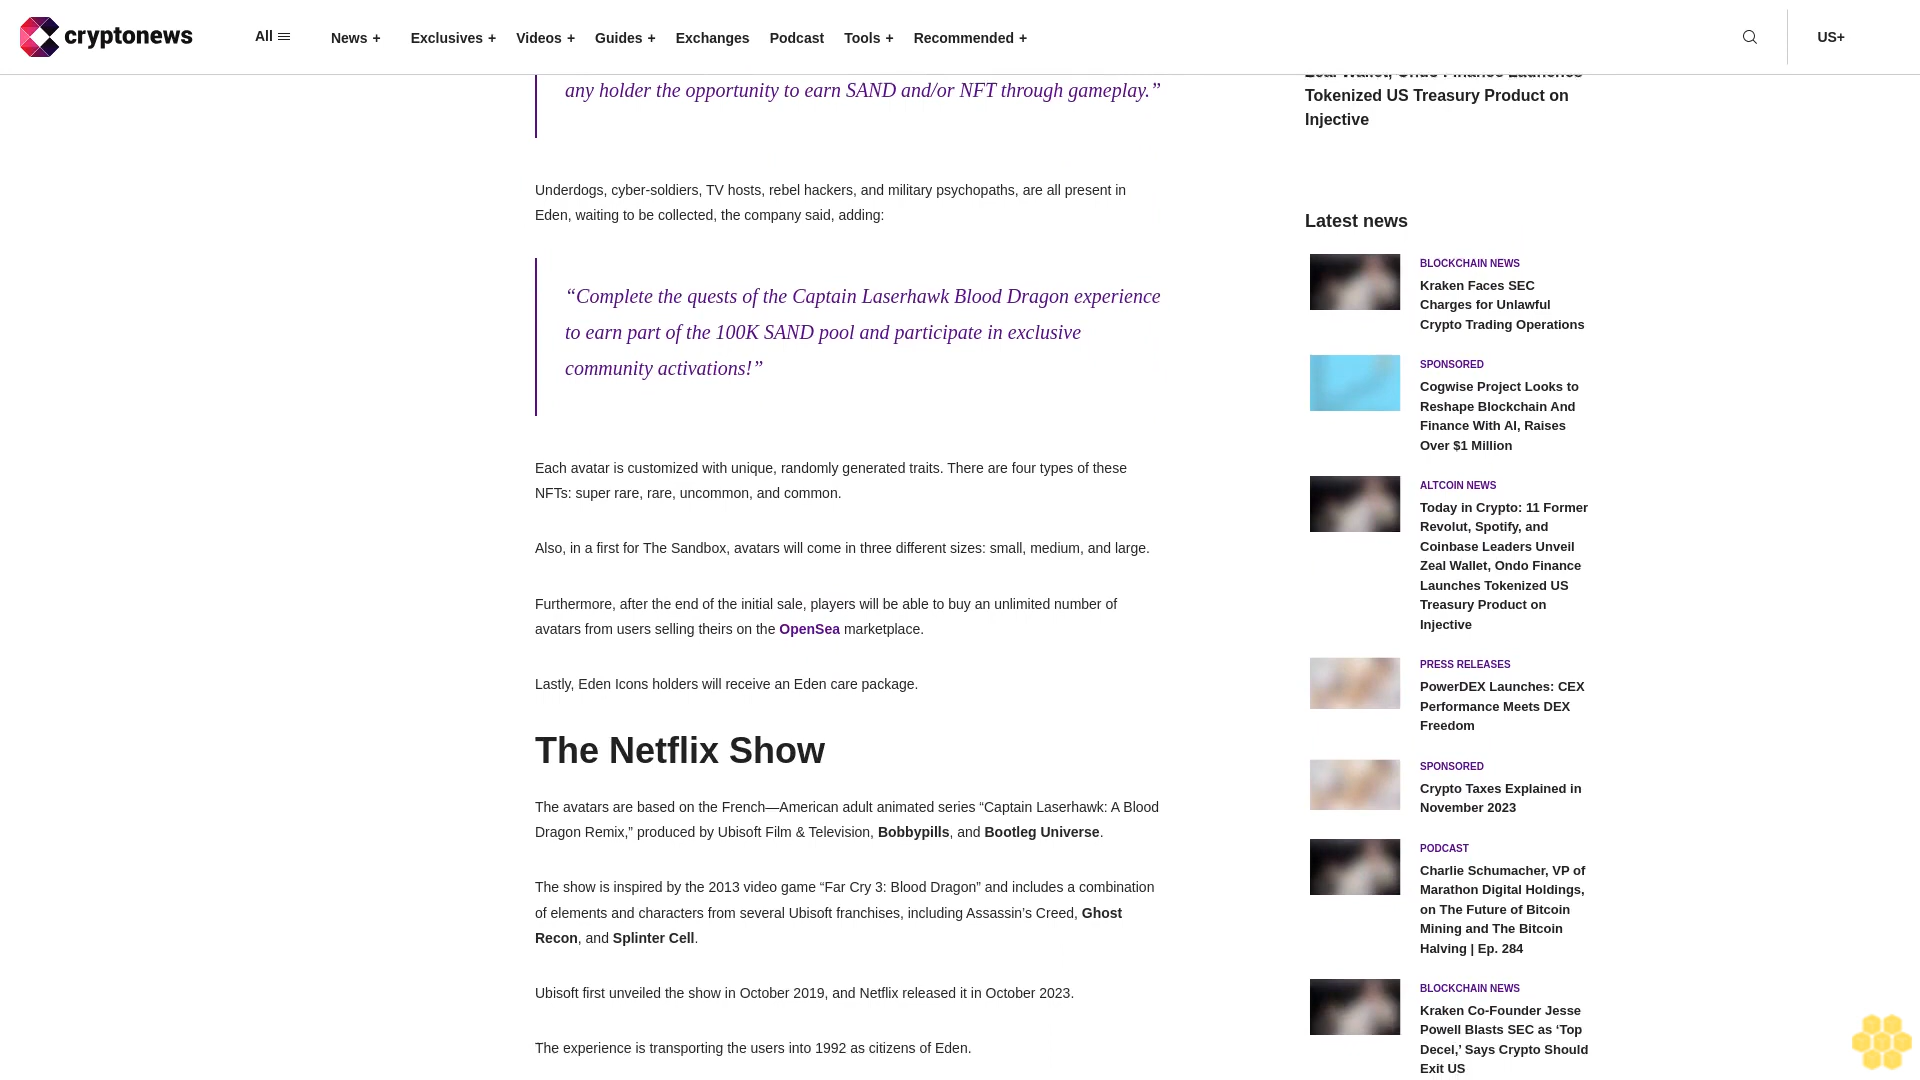 cryptonews
All
News +
Exclusives +
Videos +
Guides +
Exchanges
Podcast
Tools +
Recommended +
US+
any holder the opportunity to earn SAND and/or NFT through gameplay.”
Underdogs, cyber-soldiers, TV hosts, rebel hackers, and military psychopaths, are all present in
Eden, waiting to be collected, the company said, adding:
“Complete the quests of the Captain Laserhawk Blood Dragon experience
to earn part of the 100K SAND pool and participate in exclusive
community activations!”
Each avatar is customized with unique, randomly generated traits. There are four types of these
NFTs: super rare, rare, uncommon, and common.
Also, in a first for The Sandbox, avatars will come in three different sizes: small, medium, and large.
Furthermore, after the end of the initial sale, players will be able to buy an unlimited number of
avatars from users selling theirs on the OpenSea marketplace.
Lastly, Eden Icons holders will receive an Eden care package.
The Netflix Show
The avatars are based on the French—American adult animated series “Captain Laserhawk: A Blood
Dragon Remix,” produced by Ubisoft Film & Television, Bobbypills, and Bootleg Universe.
The show is inspired by the 2013 video game “Far Cry 3: Blood Dragon” and includes a combination
of elements and characters from several Ubisoft franchises, including Assassin’s Creed, Ghost
Recon, and Splinter Cell.
Ubisoft first unveiled the show in October 2019, and Netflix released it in October 2023.
The experience is transporting the users into 1992 as citizens of Eden.
Zeal Wallet, Ondo Finance Launches
Tokenized US Treasury Product on
Injective
Latest news
BLOCKCHAIN NEWS
Kraken Faces SEC
Charges for Unlawful
Crypto Trading Operations
SPONSORED
Cogwise Project Looks to
Reshape Blockchain And
Finance With AI, Raises
Over $1 Million
ALTCOIN NEWS
Today in Crypto: 11 Former
Revolut, Spotify, and
Coinbase Leaders Unveil
Zeal Wallet, Ondo Finance
Launches Tokenized US
Treasury Product on
Injective
PRESS RELEASES
PowerDEX Launches: CEX
Performance Meets DEX
Freedom
SPONSORED
Crypto Taxes Explained in
November 2023
PODCAST
Charlie Schumacher, VP of
Marathon Digital Holdings,
on The Future of Bitcoin
Mining and The Bitcoin
Halving | Ep. 284
BLOCKCHAIN NEWS
Kraken Co-Founder Jesse
Powell Blasts SEC as ‘Top
Decel,’ Says Crypto Should
Exit US